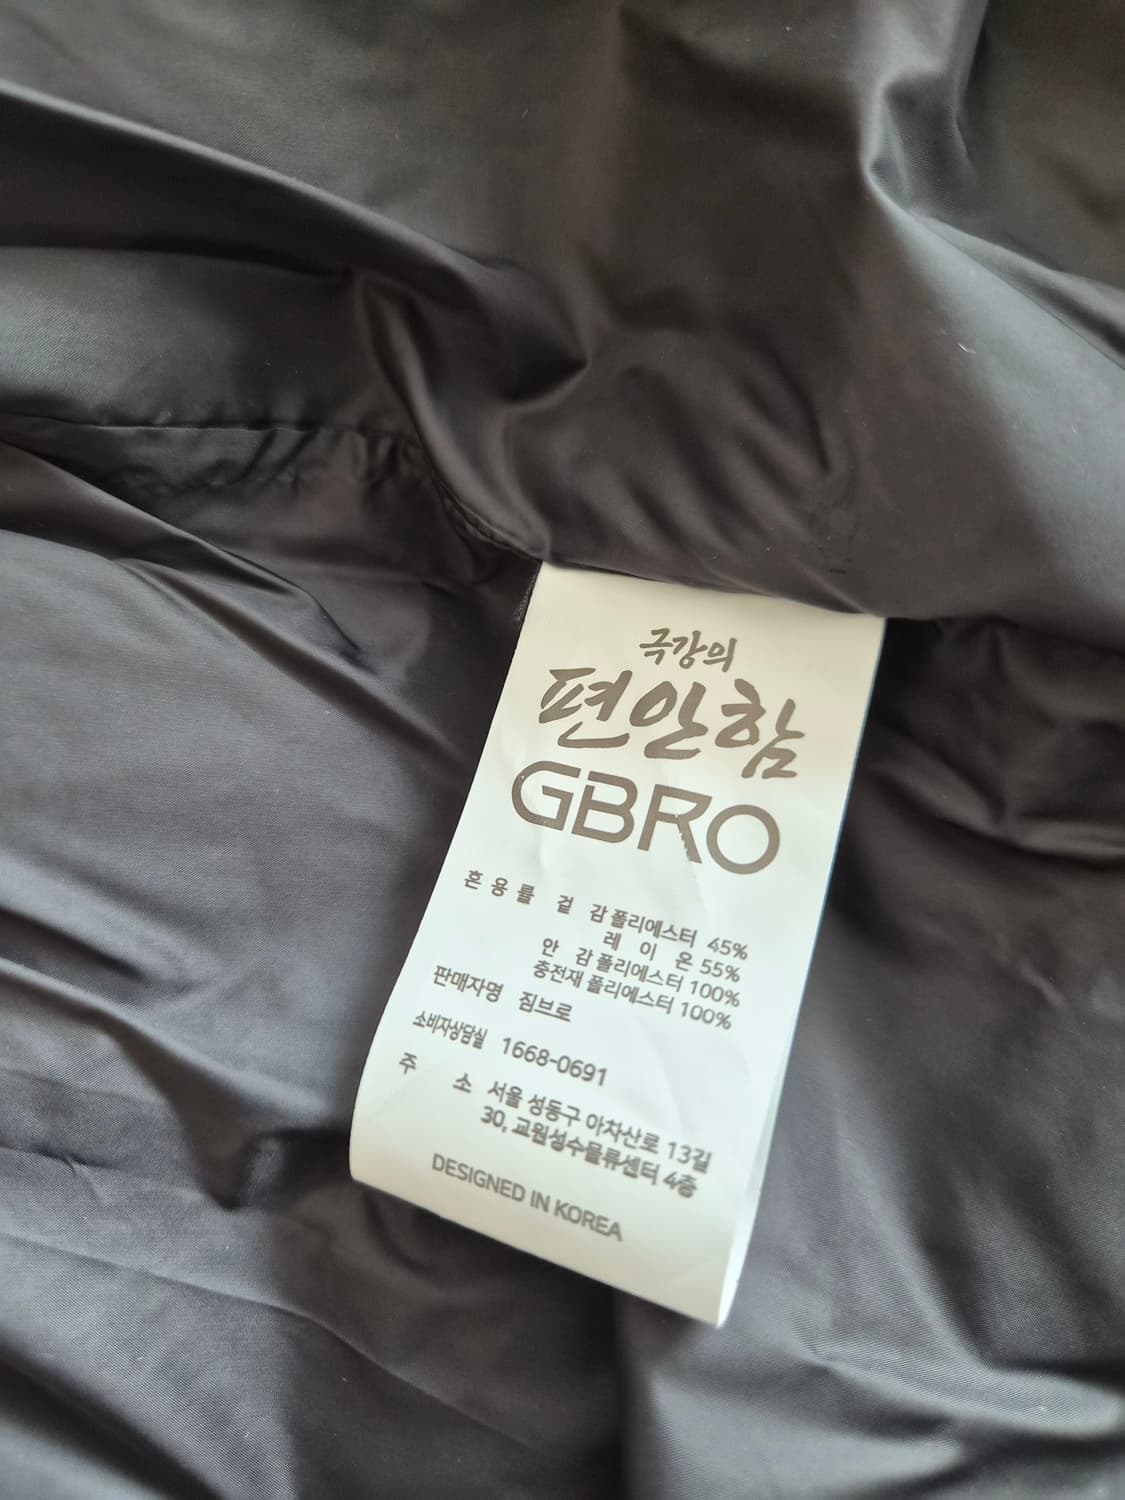 극강의
편안함
GBRO
혼 용 률 겉 감 폴리에스터 45%
레 이 온 55%
안 감 폴리에스터 100%
충전재 폴리에스터 100%
판매자명 짐브로
소비자상담실 1668-0691
주 소 서울 성동구 아차산로 13길
30, 교원성수물류센터 4층
DESIGNED IN KOREA